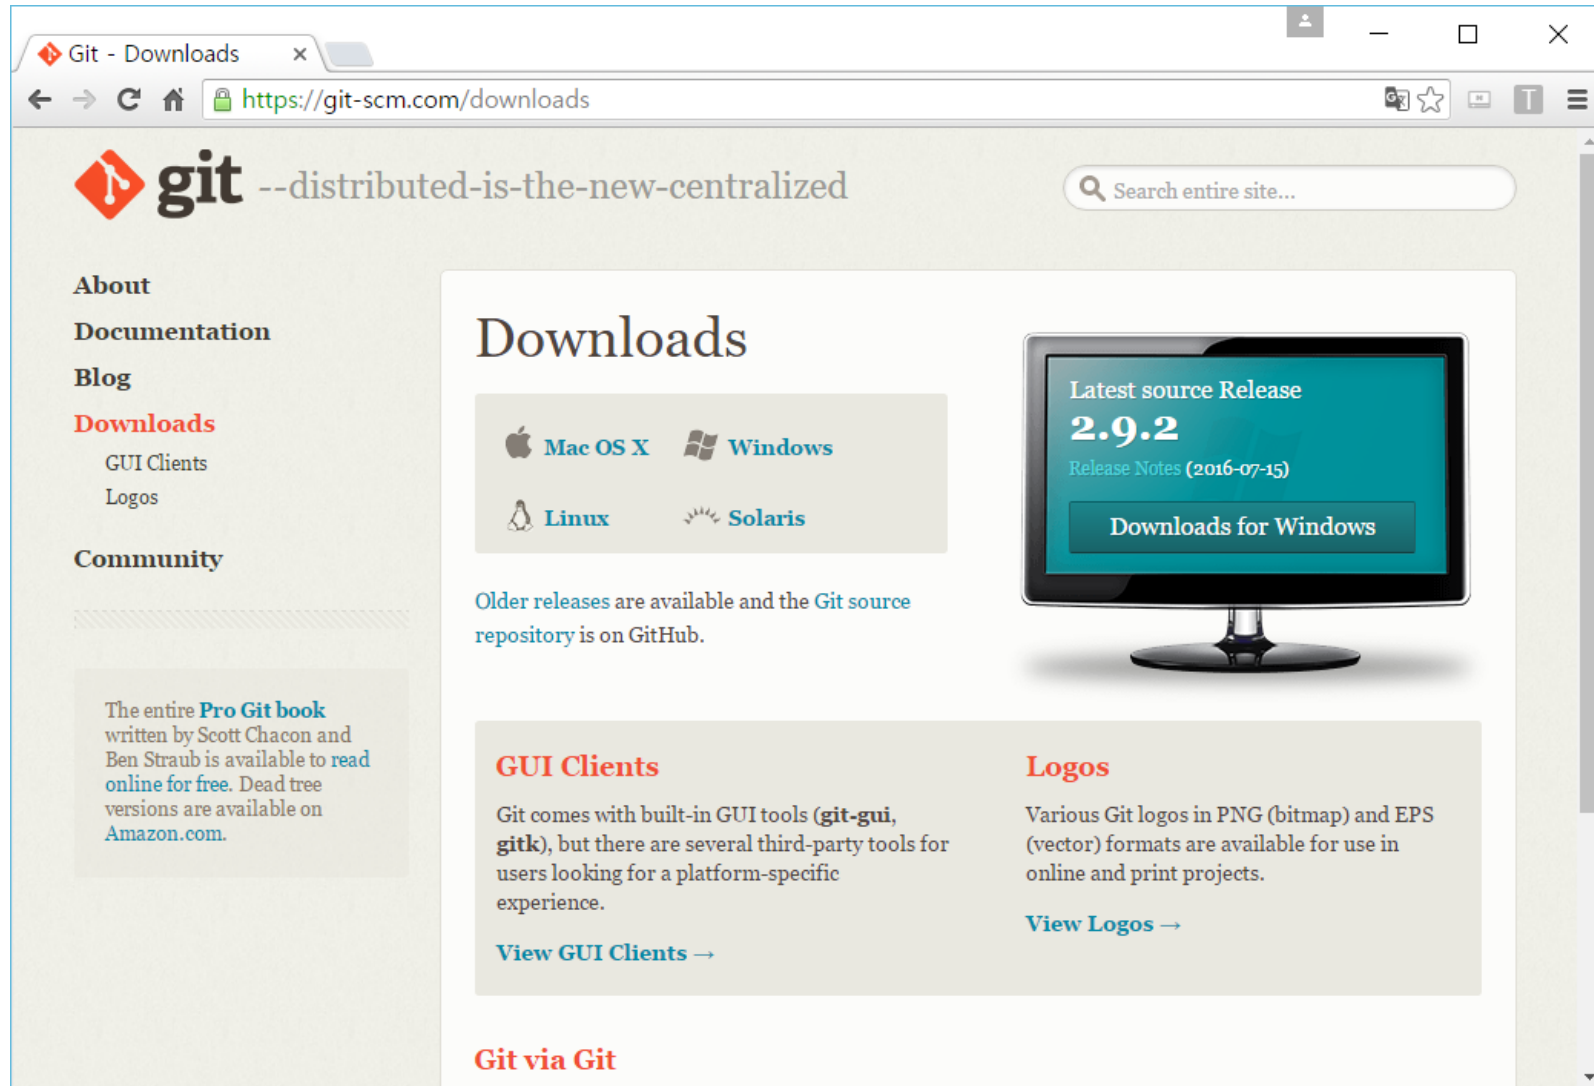 Git - Downloads
https://git-scm.com/downloads
T
git --distributed-is-the-new-centralized
Search entire site...
About
Documentation
Blog
Downloads
GUI Clients
Logos
Community
The entire Pro Git book
written by Scott Chacon and
Ben Straub is available to read
online for free. Dead tree
versions are available on
Amazon.com.
Downloads
Mac OS X
Windows
Linux
Solaris
Older releases are available and the Git source
repository is on GitHub.
Latest source Release
2.9.2
Release Notes (2016-07-15)
Downloads for Windows
GUI Clients
Git comes with built-in GUI tools (git-gui,
gitk), but there are several third-party tools for
users looking for a platform-specific
experience.
View GUI Clients →
Logos
Various Git logos in PNG (bitmap) and EPS
(vector) formats are available for use in
online and print projects.
View Logos →
Git via Git